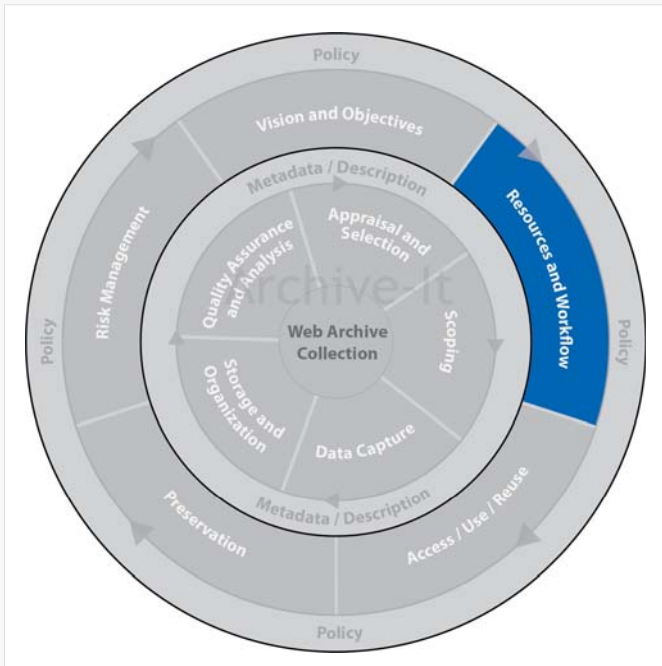 Policy
Vision and Objectives
Resources and Workflow
Policy
Access / Use / Reuse
Policy
Preservation
Risk Management
Policy
Metadata / Description
Appraisal and
Selection
Scoping
Data Capture
Storage and
Organization
Quality Assurance
and Analysis
Metadata / Description
Archive-It
Web Archive
Collection